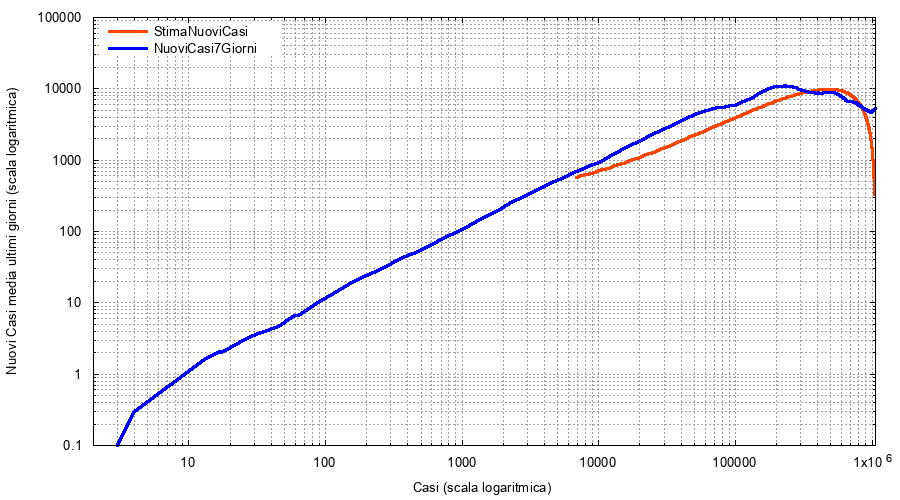 100000
StimaNuoviCasi
NuoviCasi7Giorni
10000
1000
100
10
1
0.1
Nuovi Casi media ultimi giorni (scala logaritmica)
10 100 1000 10000 100000 1x10 6
Casi (scala logaritmica)